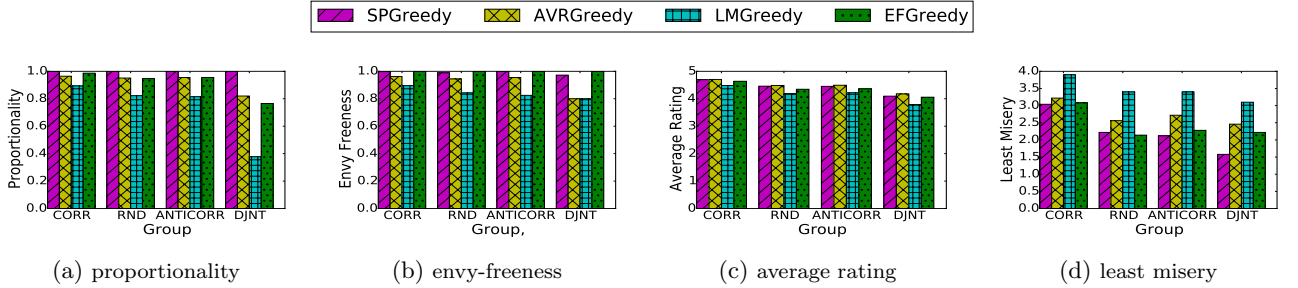 SPGreedy AVRGreedy LMGreedy EFGreedy
Proportionality
1.0
0.8
0.6
0.4
0.2
0.0
CORR RND ANTICORR DJNT
Group
(a) proportionality
Envy Freeness
1.0
0.8
0.6
0.4
0.2
0.0
CORR RND ANTICORR DJNT
Group,
(b) envy-freeness
Average Rating
5
4
3
2
1
0
CORR RND ANTICORR DJNT
Group
(c) average rating
Least Misery
4.0
3.5
3.0
2.5
2.0
1.5
1.0
0.5
0.0
CORR RND ANTICORR DJNT
Group
(d) least misery